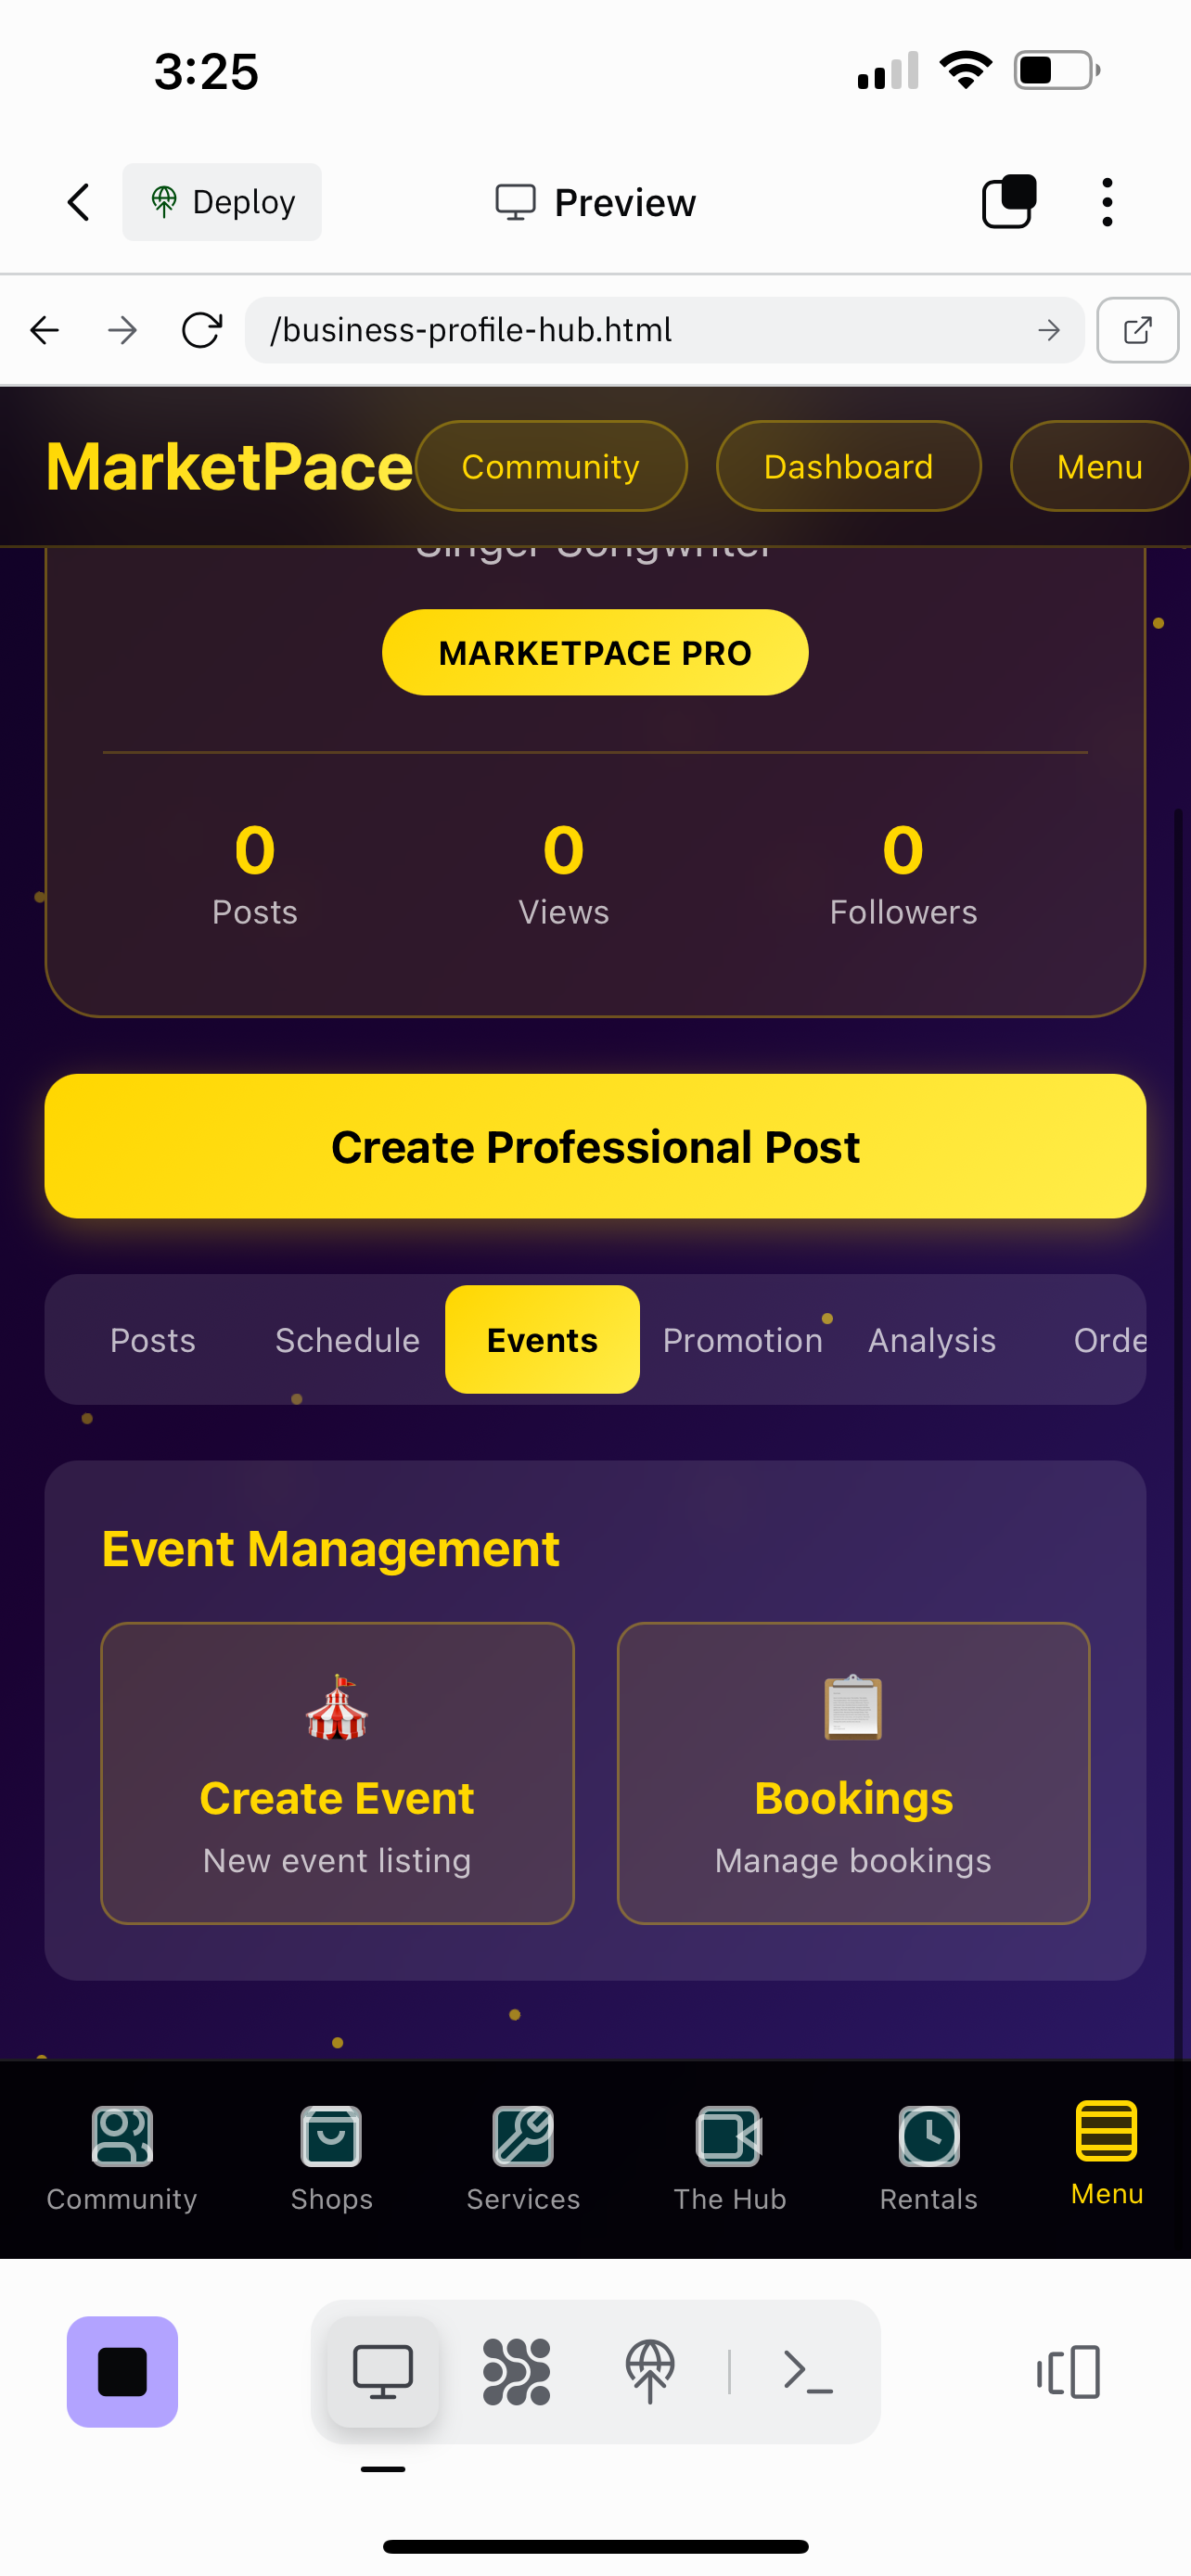 3:25
Deploy
Preview
/business-profile-hub.html
MarketPace Community Dashboard Menu
Singer Songwriter
MARKETPACE PRO
0 0 0
Posts Views Followers
Create Professional Post
Posts Schedule Events Promotion Analysis Orde
Event Management
Create Event
New event listing
Bookings
Manage bookings
Community Shops Services The Hub Rentals Menu